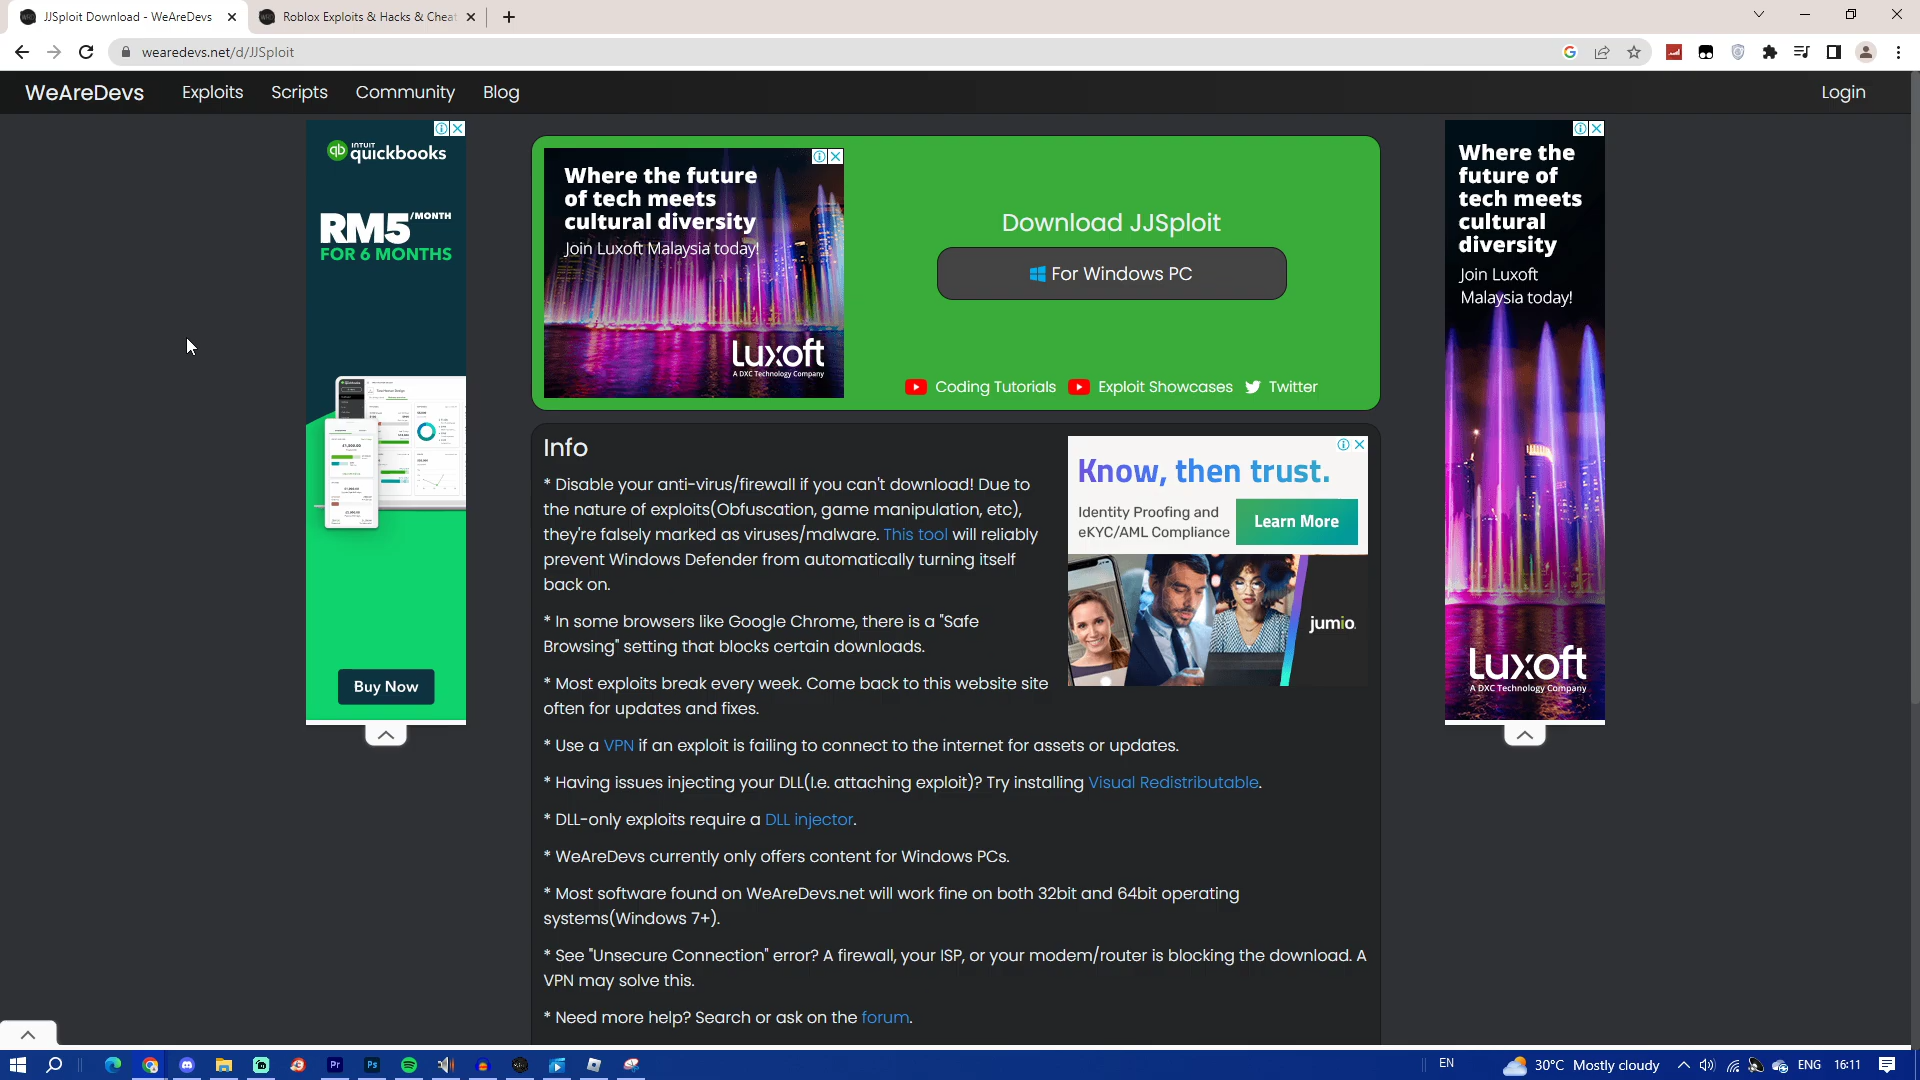 JJSploit Download - WeAreDevs
Roblox Exploits & Hacks & Cheat
wearedevs.net/d/JJSploit
WeAreDevs
Exploits
Scripts
Community
Blog
Login
INTUIT
quickbooks
RM5/MONTH
FOR 6 MONTHS
Buy Now
Where the future
of tech meets
cultural diversity
Join Luxoft Malaysia today!
Luxoft
A DXC Technology Company
Download JJSploit
For Windows PC
Coding Tutorials
Exploit Showcases
Twitter
Where the
future of
tech meets
cultural
diversity
Join Luxoft
Malaysia today!
Luxoft
A DXC Technology Company
Info
* Disable your anti-virus/firewall if you can't download! Due to
the nature of exploits(Obfuscation, game manipulation, etc),
they're falsely marked as viruses/malware. This tool will reliably
prevent Windows Defender from automatically turning itself
back on.
* In some browsers like Google Chrome, there is a "Safe
Browsing" setting that blocks certain downloads.
* Most exploits break every week. Come back to this website site
often for updates and fixes.
* Use a VPN if an exploit is failing to connect to the internet for assets or updates.
* Having issues injecting your DLL(I.e. attaching exploit)? Try installing Visual Redistributable.
* DLL-only exploits require a DLL injector.
* WeAreDevs currently only offers content for Windows PCs.
* Most software found on WeAreDevs.net will work fine on both 32bit and 64bit operating
systems(Windows 7+).
* See "Unsecure Connection" error? A firewall, your ISP, or your modem/router is blocking the download. A
VPN may solve this.
* Need more help? Search or ask on the forum.
Know, then trust.
Identity Proofing and
eKYC/AML Compliance
Learn More
jumio.
EN
30°C Mostly cloudy
ENG
16:11